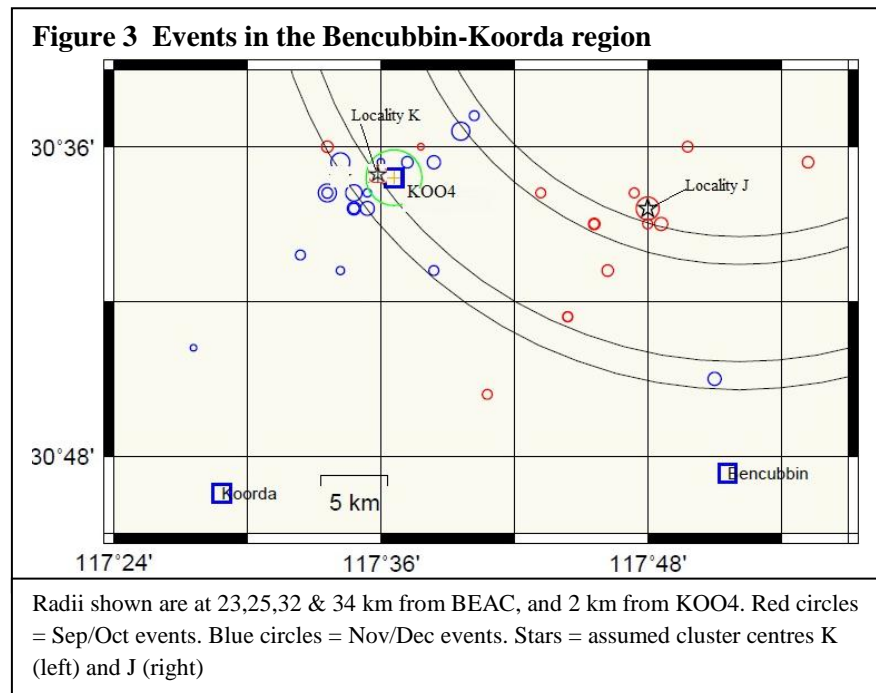 Figure 3 Events in the Bencubbin-Koorda region
Locality K
30°36'
Locality J
KOO4
30°48'
Koorda
5 km
Bencubbin
117°24'
117°36'
117°48'
Radii shown are at 23,25,32 & 34 km from BEAC, and 2 km from KOO4. Red circles
= Sep/Oct events. Blue circles = Nov/Dec events. Stars = assumed cluster centres K
(left) and J (right)